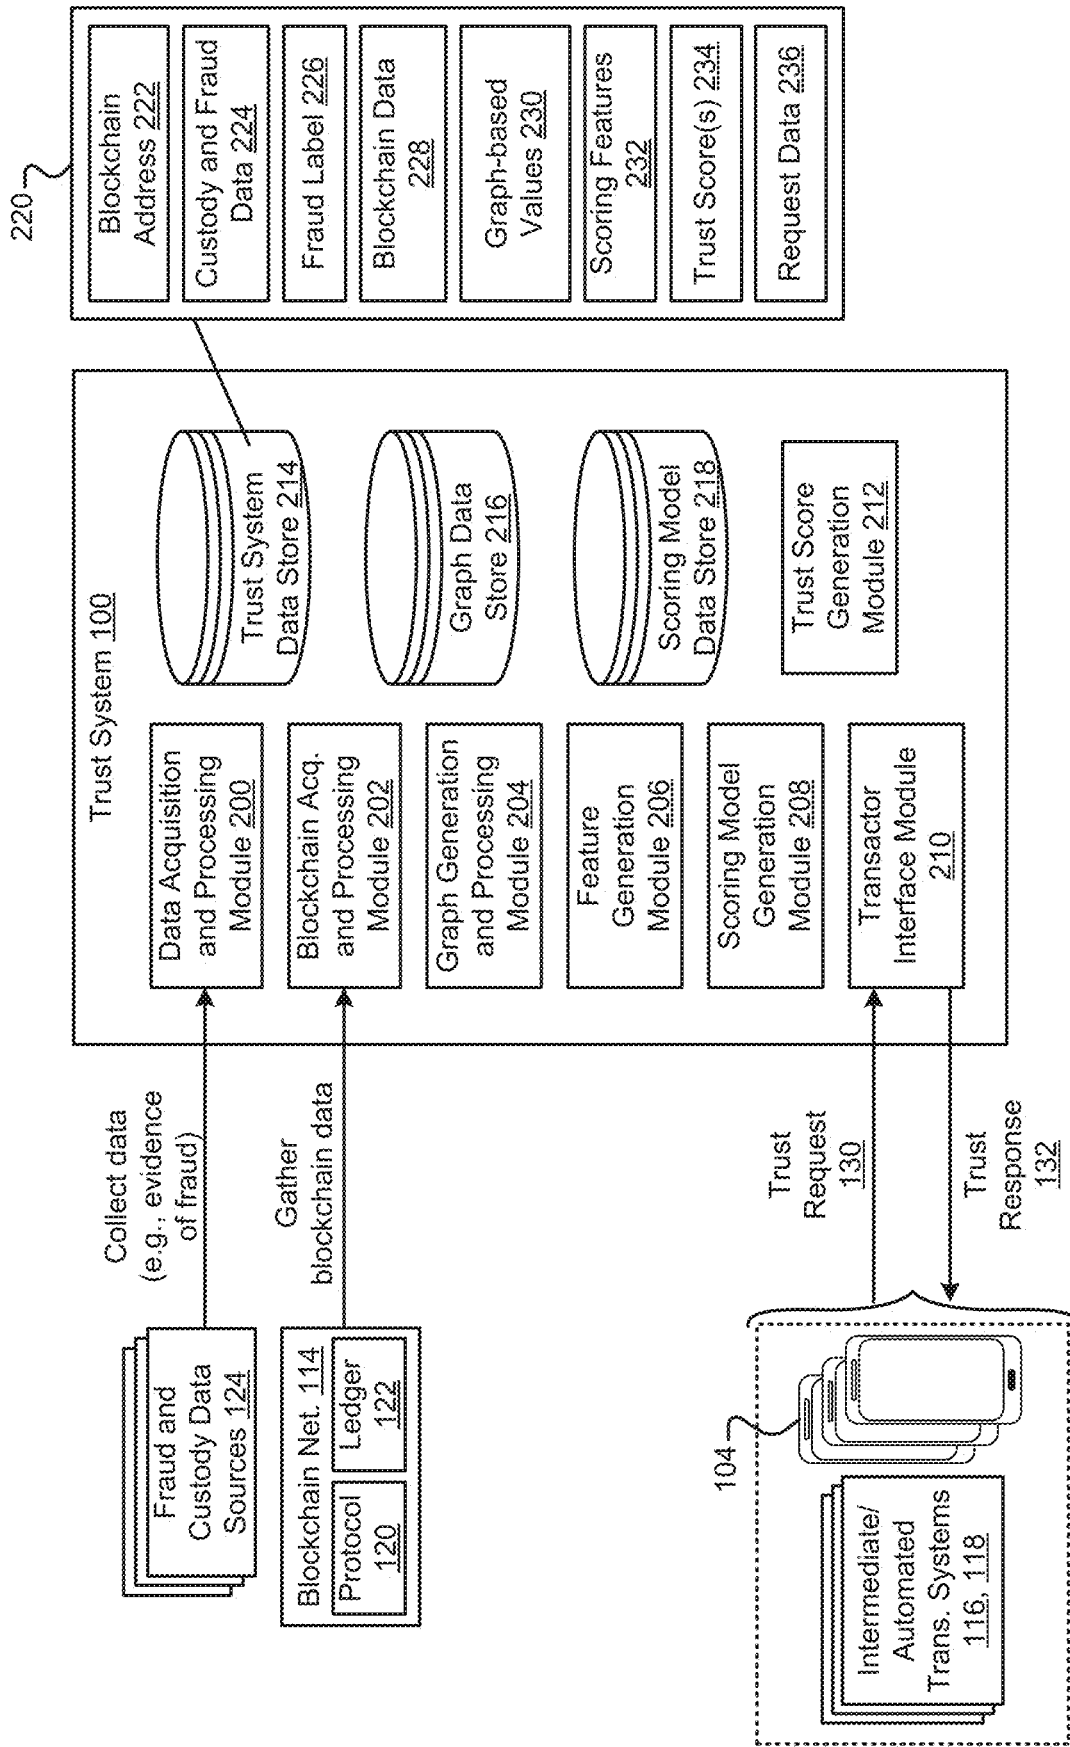 Fraud and
Custody Data
Sources 124
Blockchain Net. 114
Protocol
120
Ledger
122
Collect data
(e.g., evidence
of fraud)
Gather
blockchain data
104
Intermediate/
Automated
Trans. Systems
116, 118
Trust
Request
130
Trust
Response
132
Trust System 100
Data Acquisition
and Processing
Module 200
Blockchain Acq.
and Processing
Module 202
Graph Generation
and Processing
Module 204
Feature
Generation
Module 206
Scoring Model
Generation
Module 208
Transactor
Interface Module
210
Trust System
Data Store 214
Graph Data
Store 216
Scoring Model
Data Store 218
Trust Score
Generation
Module 212
220
Blockchain
Address 222
Custody and Fraud
Data 224
Fraud Label 226
Blockchain Data
228
Graph-based
Values 230
Scoring Features
232
Trust Score(s) 234
Request Data 236